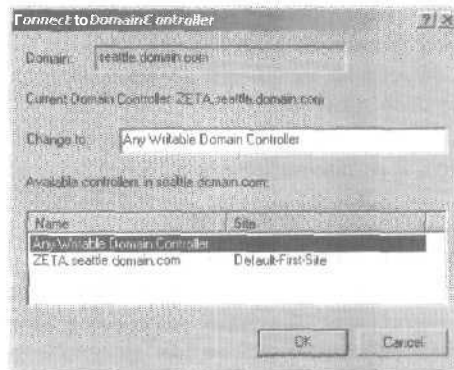 Connect to Domain Controller ? X
Domain: seattle.domain.com
Current Domain Controller: ZETA.seattle.domain.com
Change to: Any Writable Domain Controller
Available controllers in seattle.domain.com:
Name Site
Any Writable Domain Controller
ZETA.seattle.domain.com Default-First-Site
OK Cancel